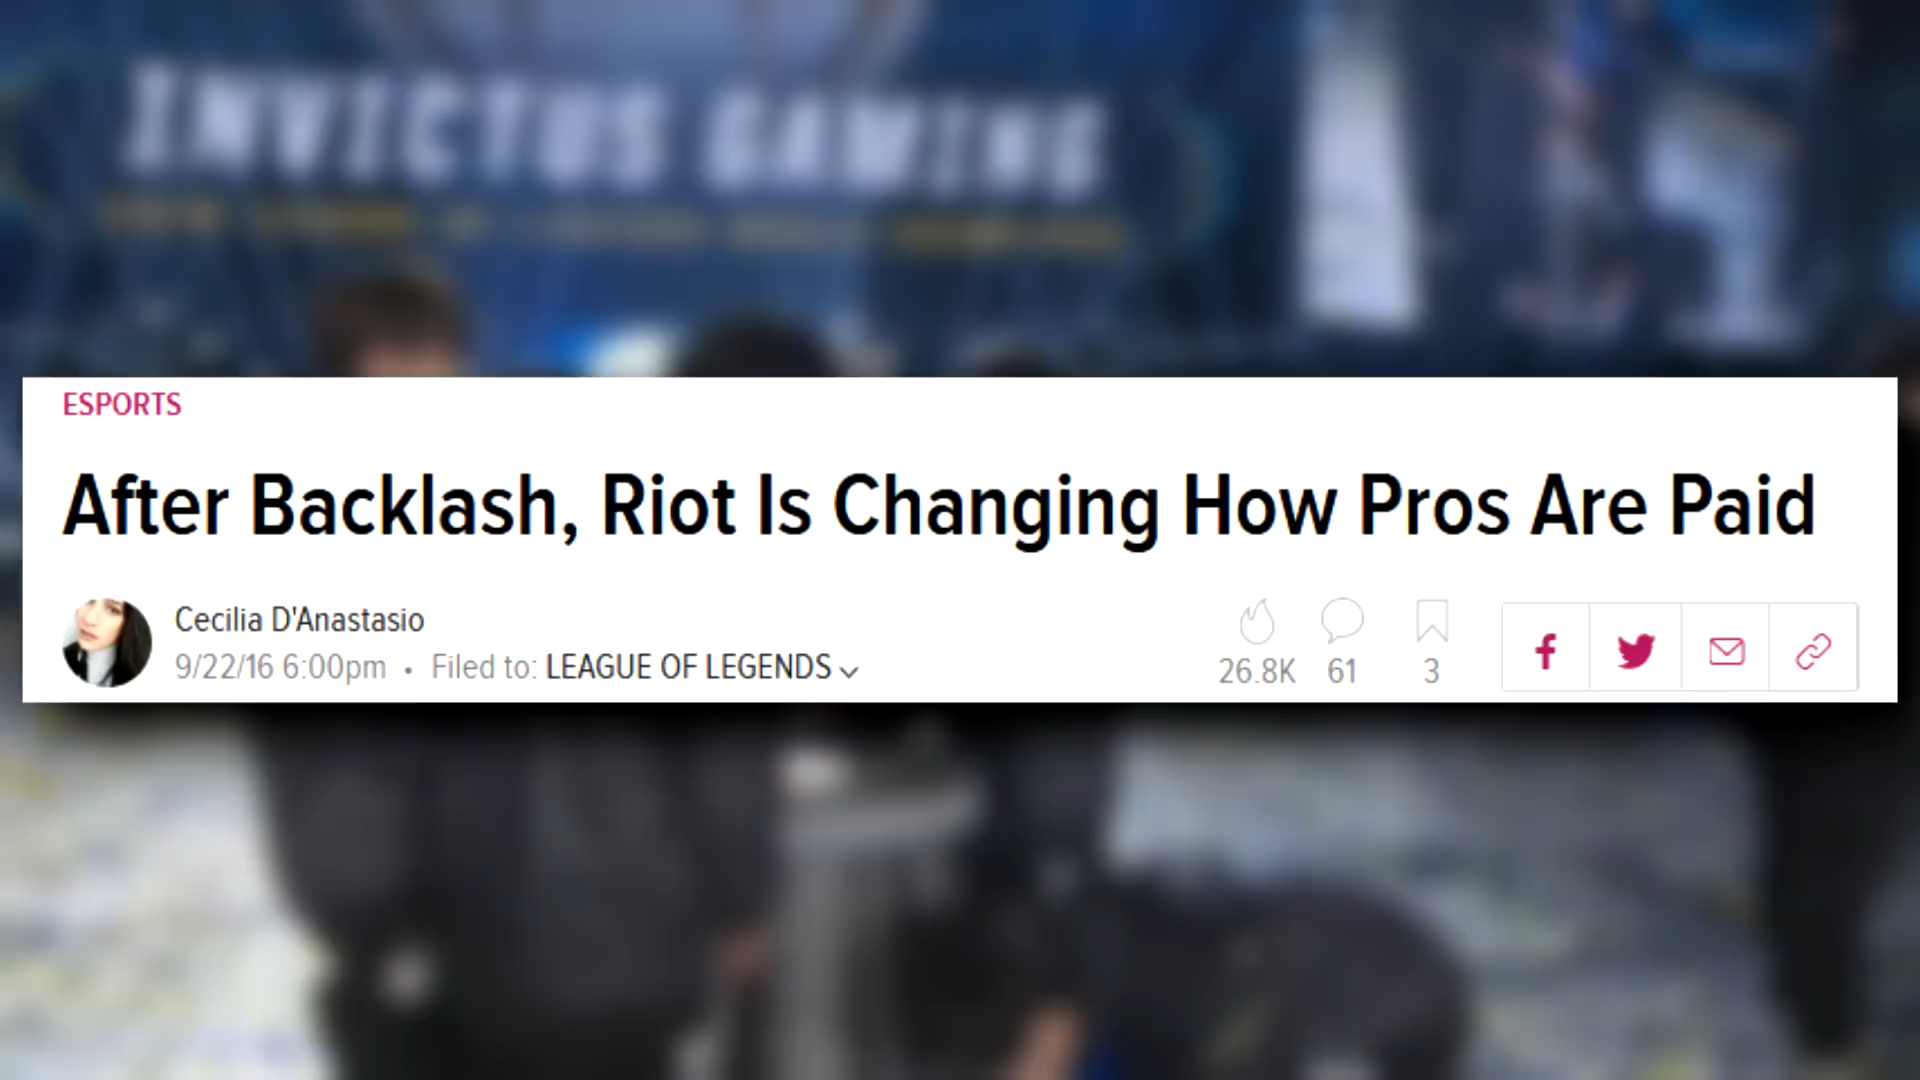 INVICTUS GAMING
ESPORTS
After Backlash, Riot Is Changing How Pros Are Paid
Cecilia D'Anastasio
9/22/16 6:00pm • Filed to: LEAGUE OF LEGENDS
26.8K 61 3